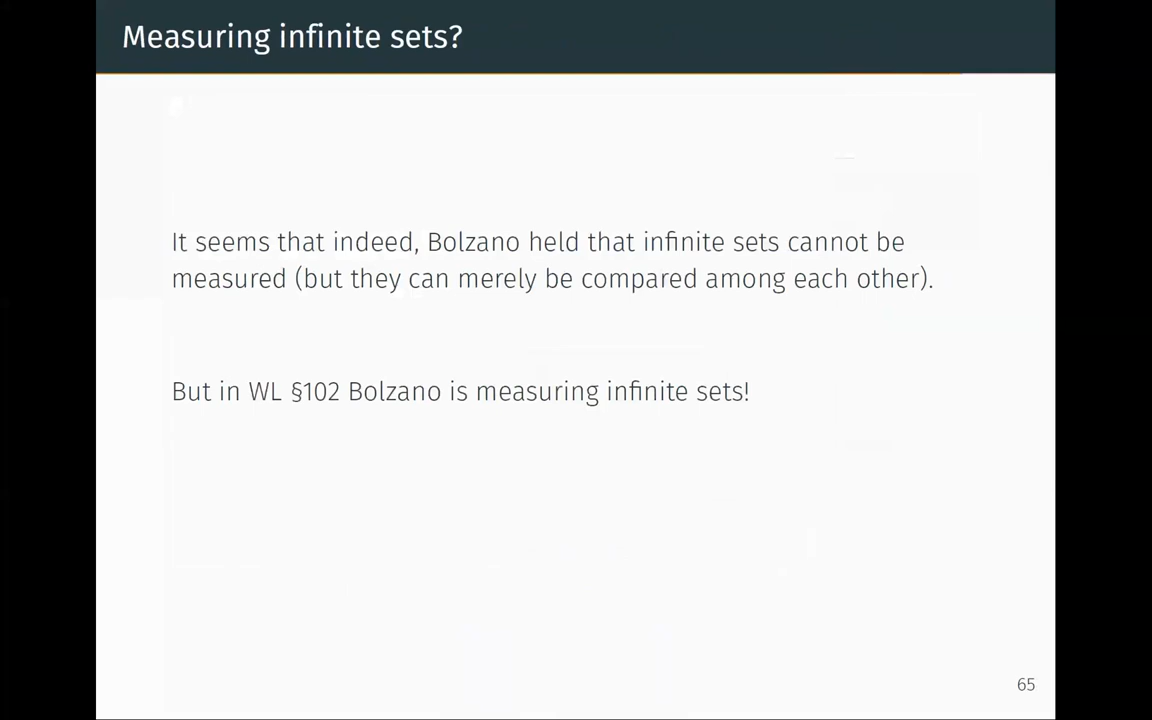 Measuring infinite sets?
It seems that indeed, Bolzano held that infinite sets cannot be
measured (but they can merely be compared among each other).
But in WL §102 Bolzano is measuring infinite sets!
65